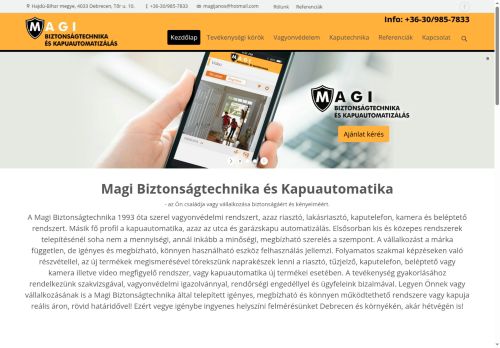 Hajdú-Bihar megye, 4033 Debrecen, Tőr u. 10. +36-30/985-7833 magijanos@hotmail.com Rólunk Referenciák
Info: +36-30/985-7833
MAGI
BIZTONSÁGTECHNIKA
ÉS KAPUAUTOMATIZÁLÁS
Kezdőlap Tevékenységi körök Vagyonvédelem Kaputechnika Referenciák Kapcsolat
MAGI
BIZTONSÁGTECHNIKA
ÉS KAPUAUTOMATIZÁLÁS
Ajánlat kérés
Magi Biztonságtechnika és Kapuautomatika
- az Ön családja vagy vállalkozása biztonságáért és kényelméért.
A Magi Biztonságtechnika 1993 óta szerel vagyonvédelmi rendszert, azaz riasztó, lakásriasztó, kaputelefon, kamera és beléptető
rendszert. Másik fő profil a kapuautomatika, azaz az utca és garázskapu automatizálás. Elsősorban kis és közepes rendszerek
telepítésénél soha nem a mennyiségi, annál inkább a minőségi, megbízható szerelés a szempont. A vállalkozást a márka
független, de igényes és megbízható, könnyen használható eszköz felhasználás jellemzi. Folyamatos szakmai képzéseken való
részvétellel, az új termékek megismerésével törekszünk naprakészek lenni a riasztó, tűzjelző, kaputelefon, beléptető vagy
kamera illetve video megfigyelő rendszer, vagy kapuautomatika új termékei esetében. A tevékenység gyakorlásához
rendelkezünk szakvizsgával, vagyonvédelmi igazolvánnyal, rendőrségi engedéllyel és ügyfeleink bizalmával. Legyen Önnek vagy
vállalkozásának is a Magi Biztonságtechnika által telepített igényes, megbízható és könnyen működtethető rendszere vagy kapuja
reális áron, rövid határidővel! Ezért vegye igénybe ingyenes helyszíni felmérésünket Debrecen és környékén, akár hétvégén is!